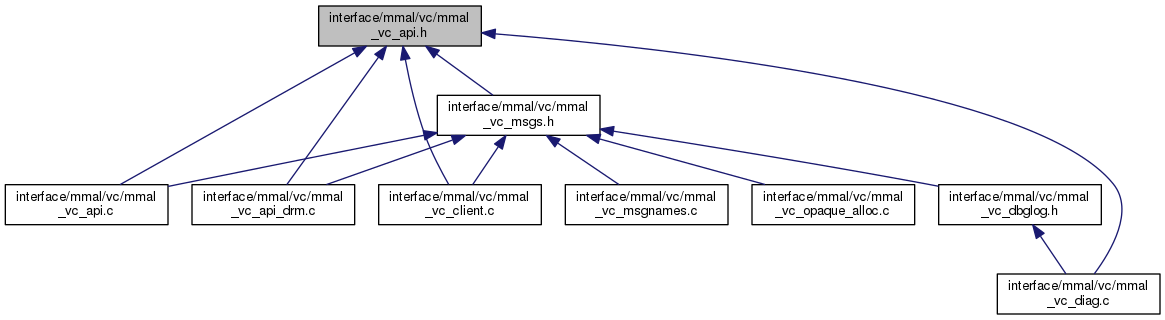 interface/mmal/vc/mmal
_vc_api.h
interface/mmal/vc/mmal
_vc_msgs.h
interface/mmal/vc/mmal
_vc_api.c
interface/mmal/vc/mmal
_vc_api_drm.c
interface/mmal/vc/mmal
_vc_client.c
interface/mmal/vc/mmal
_vc_msgnames.c
interface/mmal/vc/mmal
_vc_opaque_alloc.c
interface/mmal/vc/mmal
_vc_dbglog.h
interface/mmal/vc/mmal
_vc_diag.c